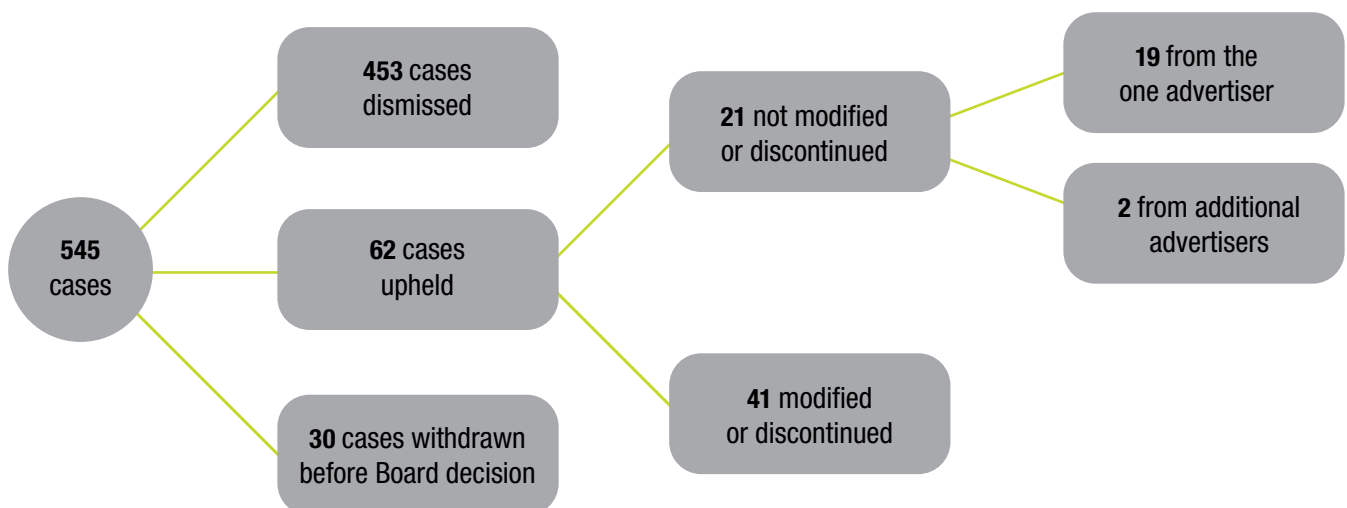 545
cases
453 cases
dismissed
62 cases
upheld
30 cases withdrawn
before Board decision
21 not modified
or discontinued
41 modified
or discontinued
19 from the
one advertiser
2 from additional
advertisers